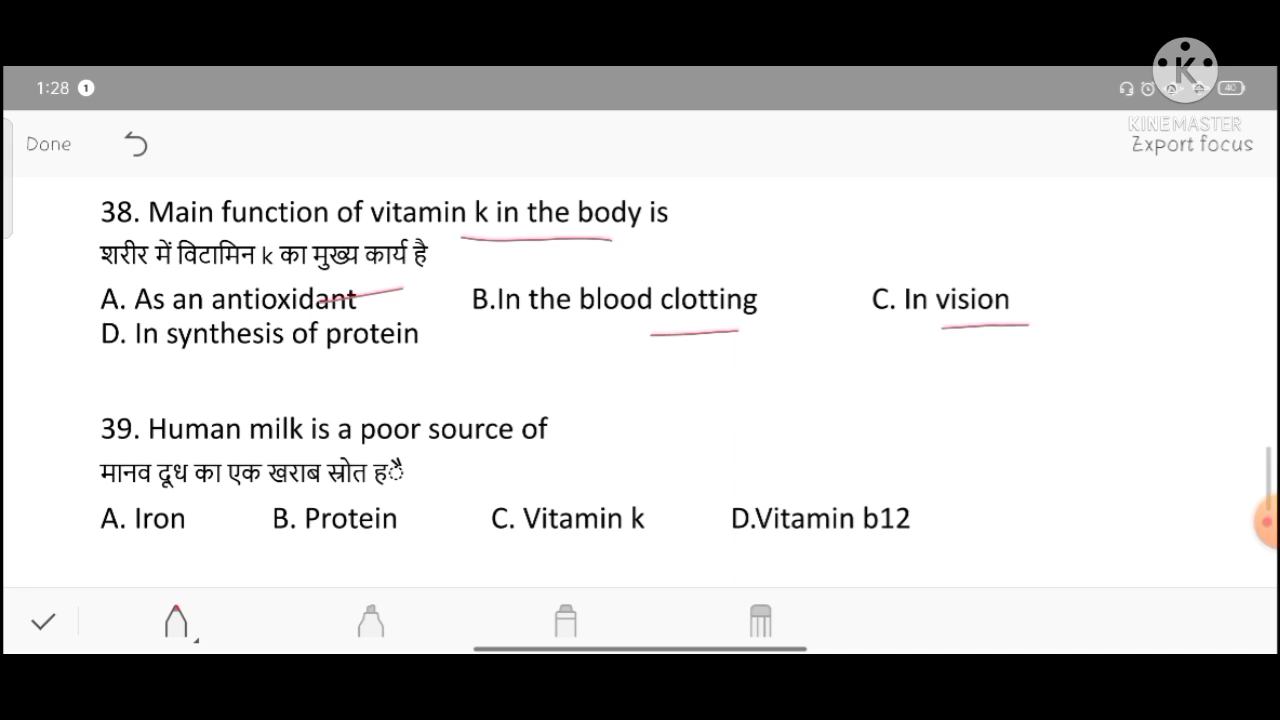 1:28 1
40
K
KINEMASTER
Done
Export focus
38. Main function of vitamin k in the body is
शरीर में विटामिन k का मुख्य कार्य है
A. As an antioxidant B.In the blood clotting C. In vision
D. In synthesis of protein
39. Human milk is a poor source of
मानव दूध का एक खराब स्रोत है
A. Iron B. Protein C. Vitamin k D.Vitamin b12